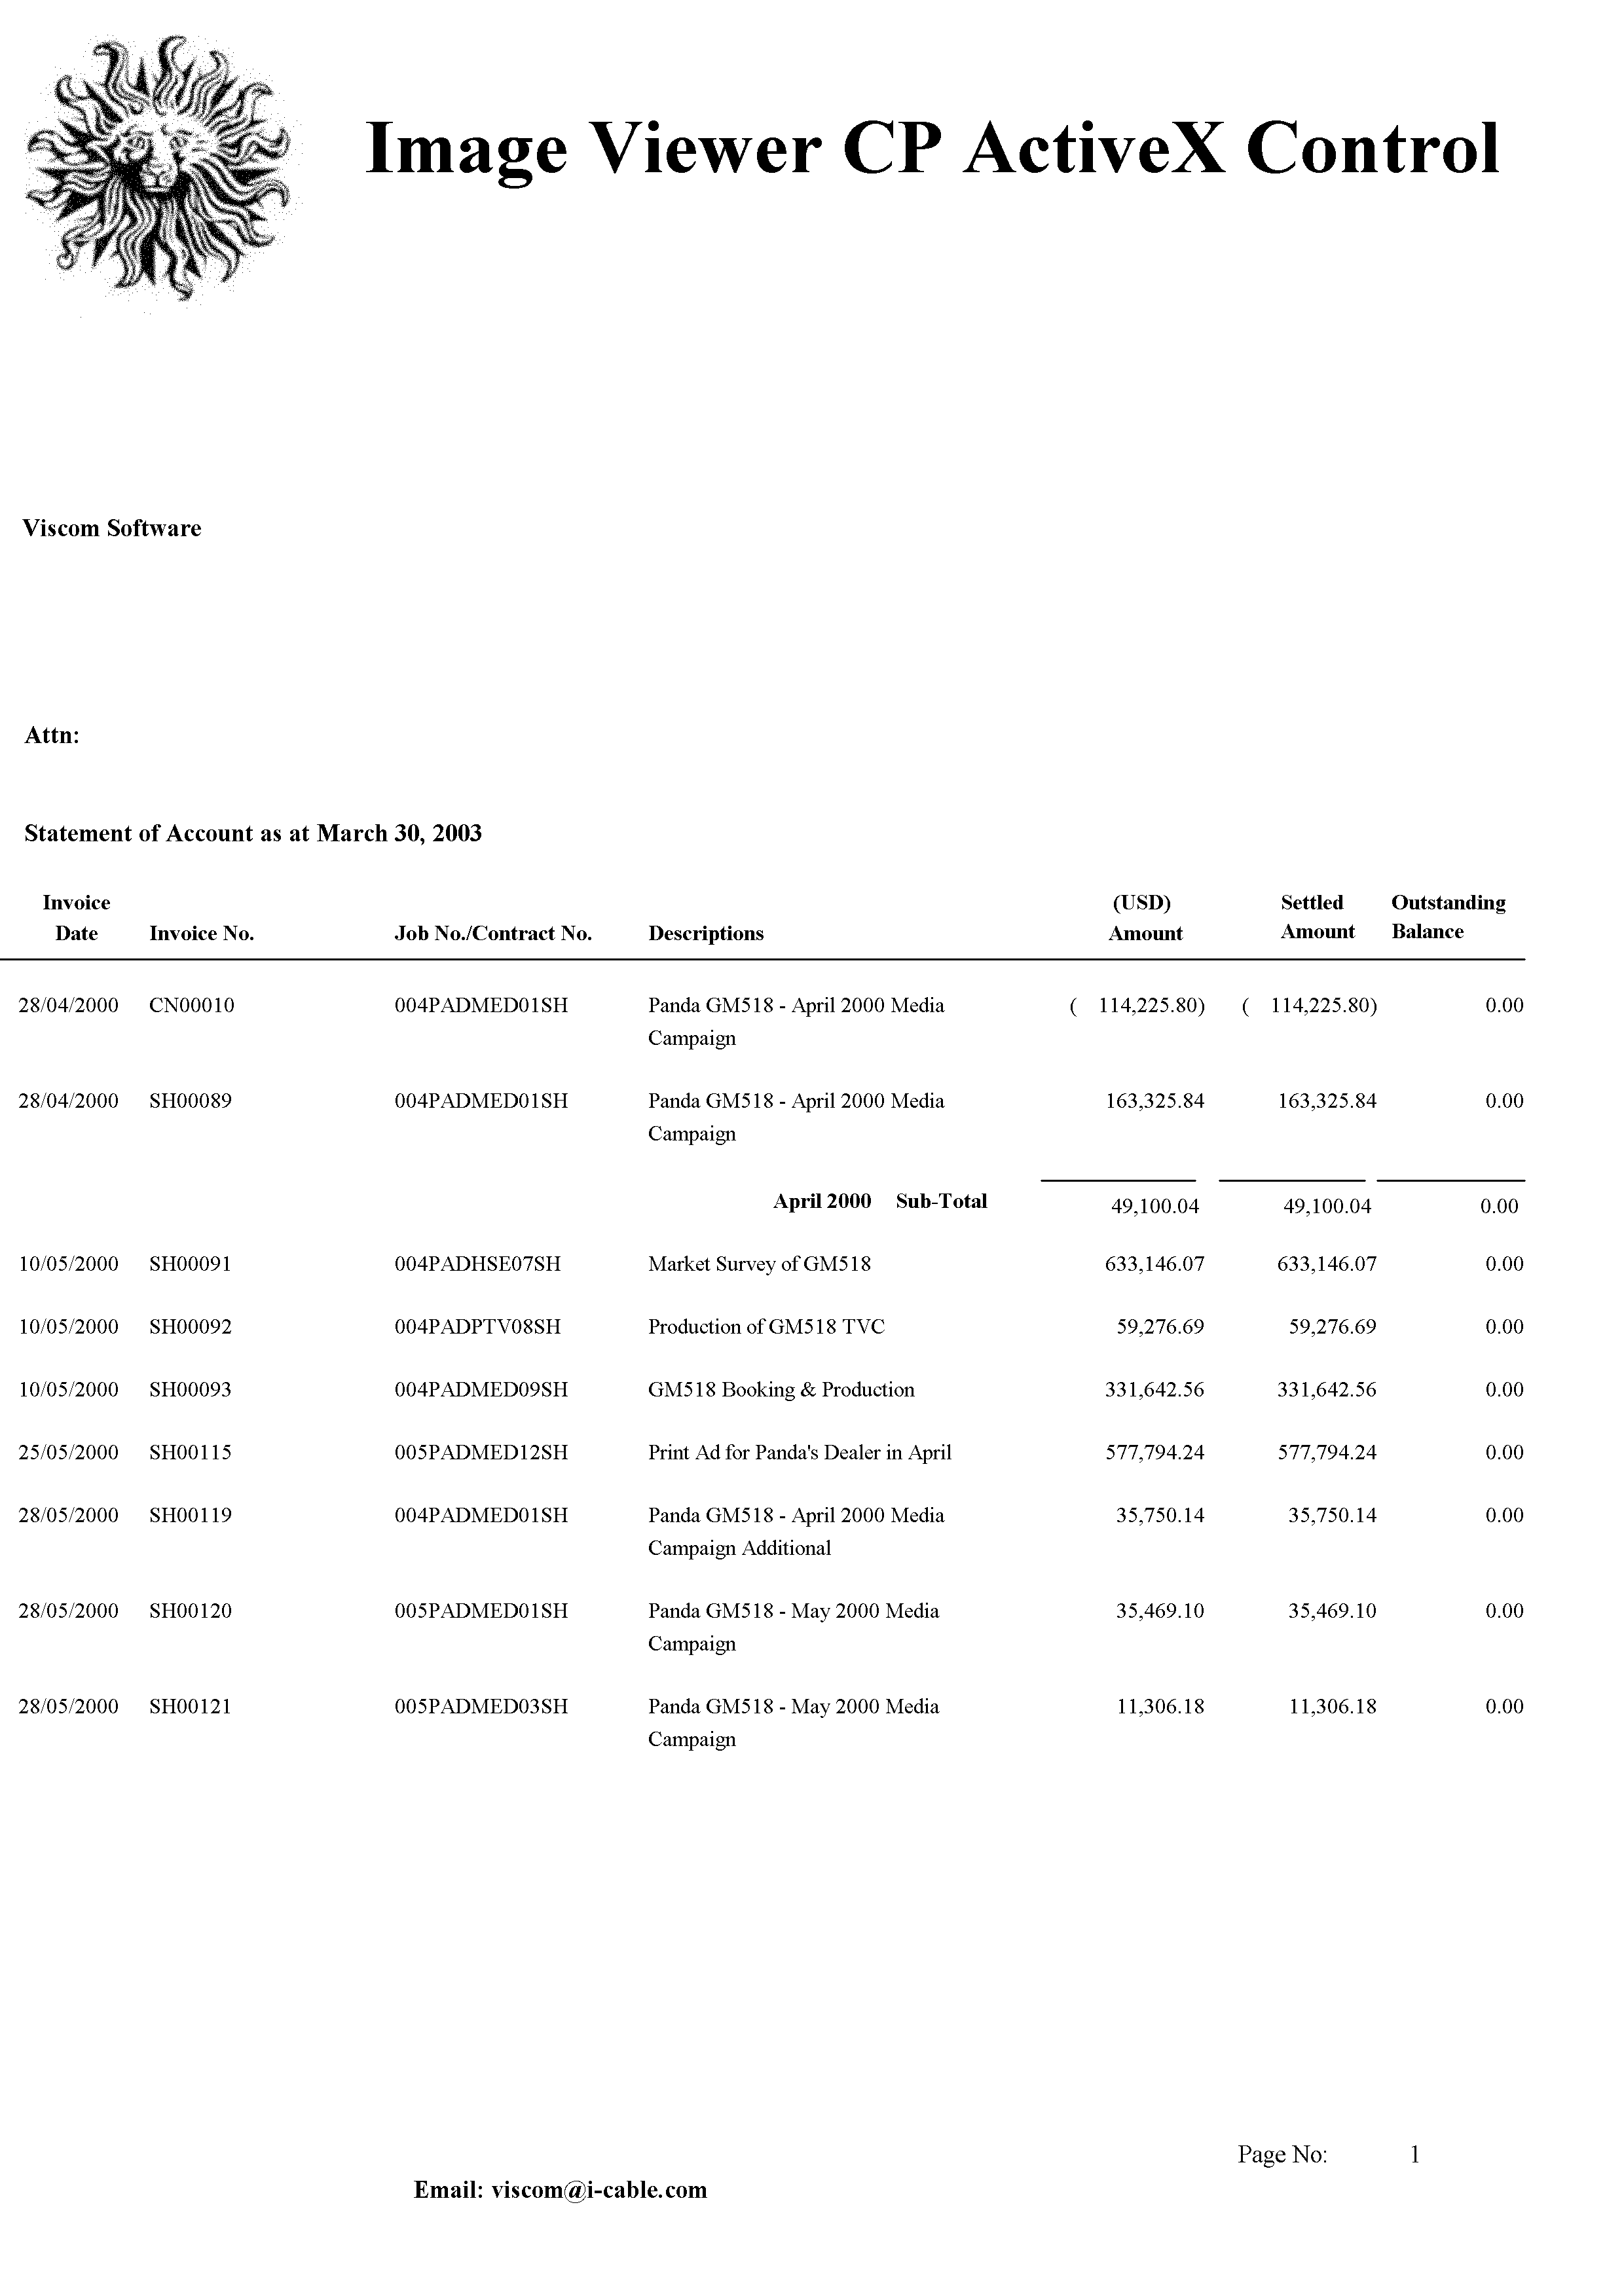 Image Viewer CP ActiveX Control
Viscom Software
Attn:
Statement of Account as at March 30, 2003
Invoice (USD) Settled Outstanding
Date Invoice No. Job No./Contract No. Descriptions Amount Amount Balance
28/04/2000 CN00010 004PADMED01SH Panda GM518 - April 2000 Media ( 114,225.80) ( 114,225.80) 0.00
Campaign
28/04/2000 SH00089 004PADMED01SH Panda GM518 - April 2000 Media 163,325.84 163,325.84 0.00
Campaign
April 2000 Sub-Total 49,100.04 49,100.04 0.00
10/05/2000 SH00091 004PADHSE07SH Market Survey of GM518 633,146.07 633,146.07 0.00
10/05/2000 SH00092 004PADPTV08SH Production of GM518 TVC 59,276.69 59,276.69 0.00
10/05/2000 SH00093 004PADMED09SH GM518 Booking & Production 331,642.56 331,642.56 0.00
25/05/2000 SH00115 005PADMED12SH Print Ad for Panda's Dealer in April 577,794.24 577,794.24 0.00
28/05/2000 SH00119 004PADMED01SH Panda GM518 - April 2000 Media 35,750.14 35,750.14 0.00
Campaign Additional
28/05/2000 SH00120 005PADMED01SH Panda GM518 - May 2000 Media 35,469.10 35,469.10 0.00
Campaign
28/05/2000 SH00121 005PADMED03SH Panda GM518 - May 2000 Media 11,306.18 11,306.18 0.00
Campaign
Page No: 1
Email: viscom@i-cable.com